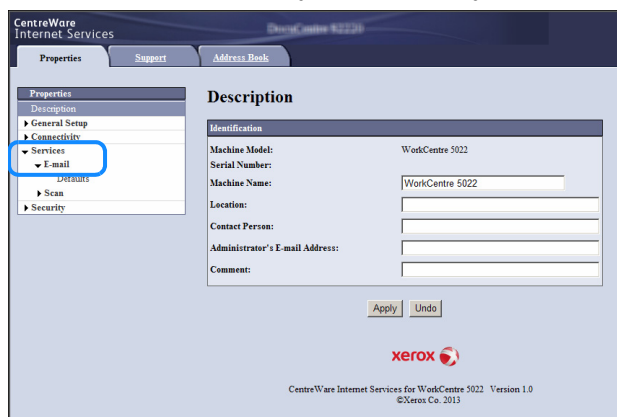 CentreWare
Internet Services
Properties
Support
Address Book
Properties
Description
General Setup
Connectivity
Services
E-mail
Defaults
Scan
Security
Description
Identification
Machine Model: WorkCentre 5022
Serial Number:
Machine Name: WorkCentre 5022
Location:
Contact Person:
Administrator's E-mail Address:
Comment:
Apply Undo
xerox
CentreWare Internet Services for WorkCentre 5022 Version 1.0
©Xerox Co. 2013